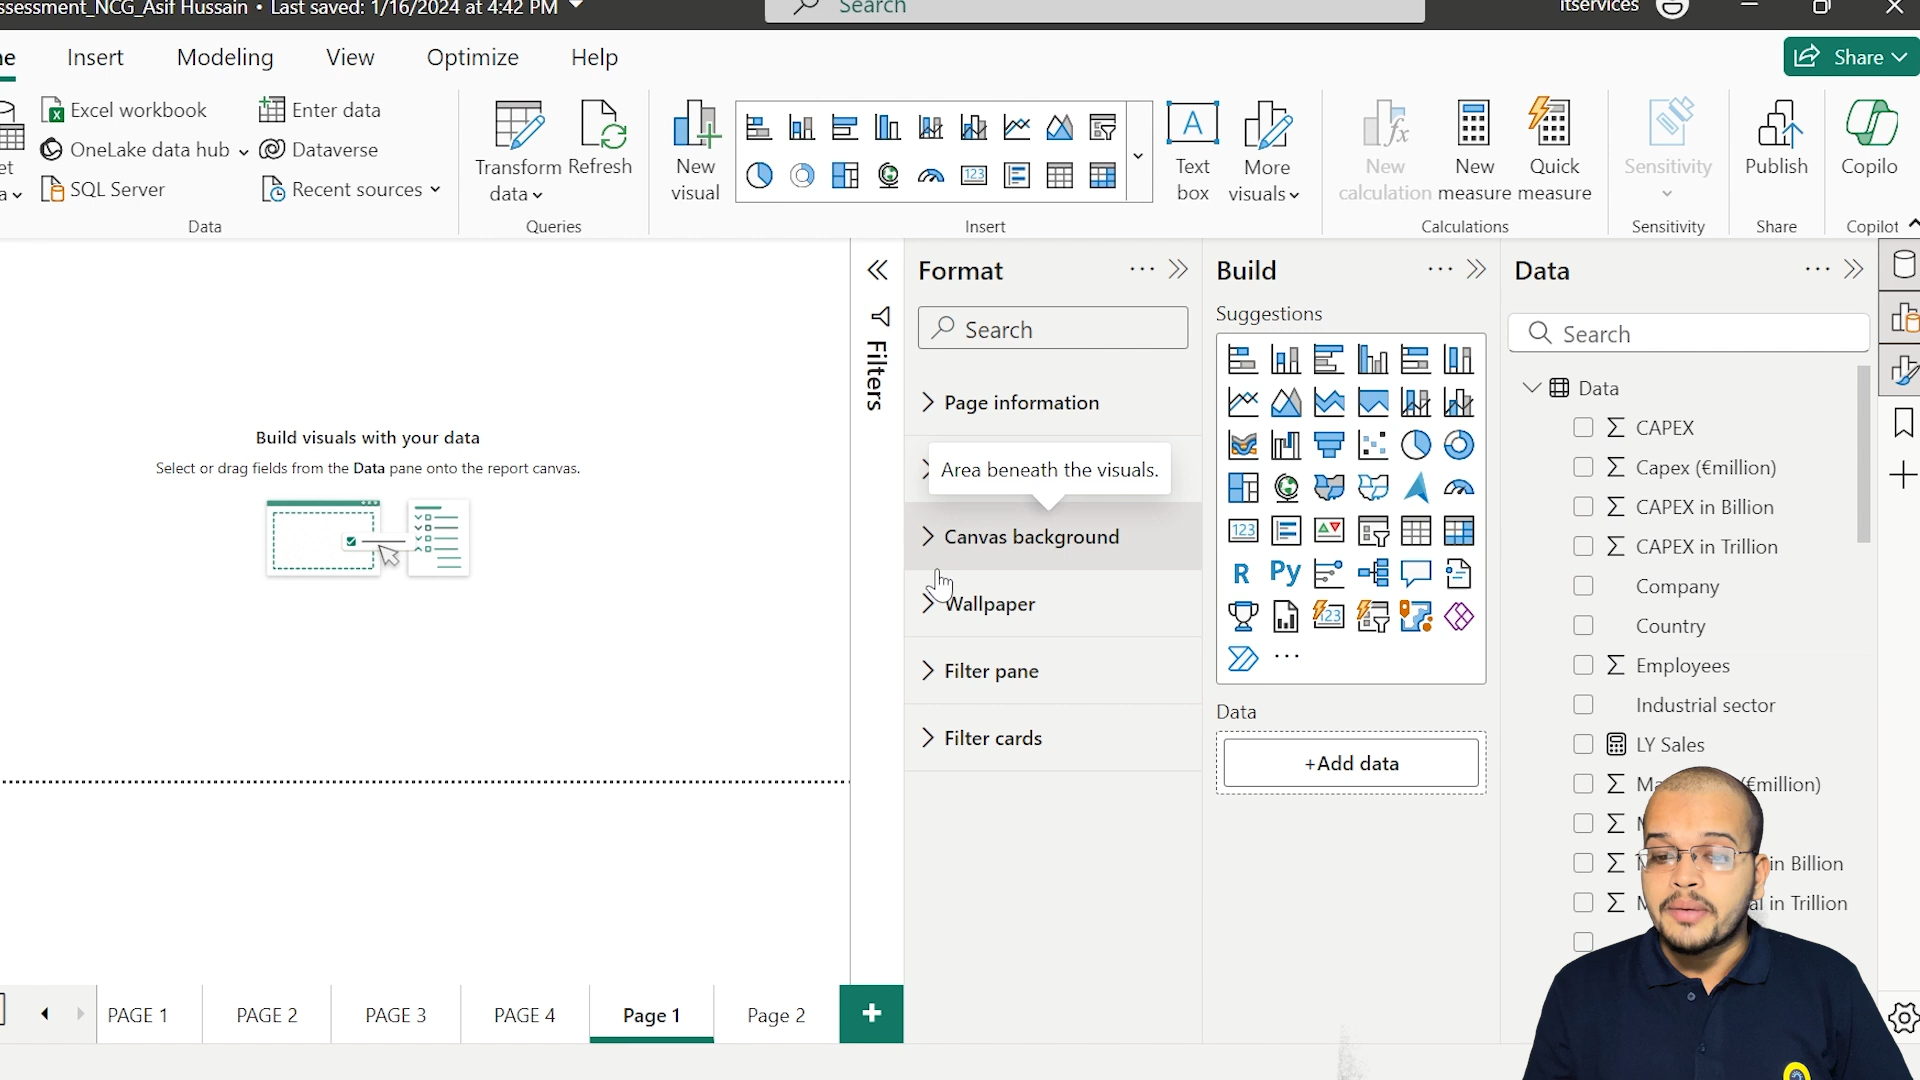 ssessment_NCG_Asif Hussain • Last saved: 1/16/2024 at 4:42 PM
Search
itservices
Insert
Modeling
View
Optimize
Help
Share
Excel workbook
Enter data
OneLake data hub
Dataverse
SQL Server
Recent sources
Data
Transform data
Refresh
Queries
New visual
Text box
More visuals
Insert
New calculation
New measure
Quick measure
Calculations
Sensitivity
Sensitivity
Publish
Share
Copilo
Copilot
Filters
Format
Search
Page information
Area beneath the visuals.
Canvas background
Wallpaper
Filter pane
Filter cards
Build
Suggestions
R
Py
123
Data
+Add data
Data
Search
Data
CAPEX
Capex (€million)
CAPEX in Billion
CAPEX in Trillion
Company
Country
Employees
Industrial sector
LY Sales
(€million)
in Billion
in Trillion
Build visuals with your data
Select or drag fields from the Data pane onto the report canvas.
PAGE 1
PAGE 2
PAGE 3
PAGE 4
Page 1
Page 2